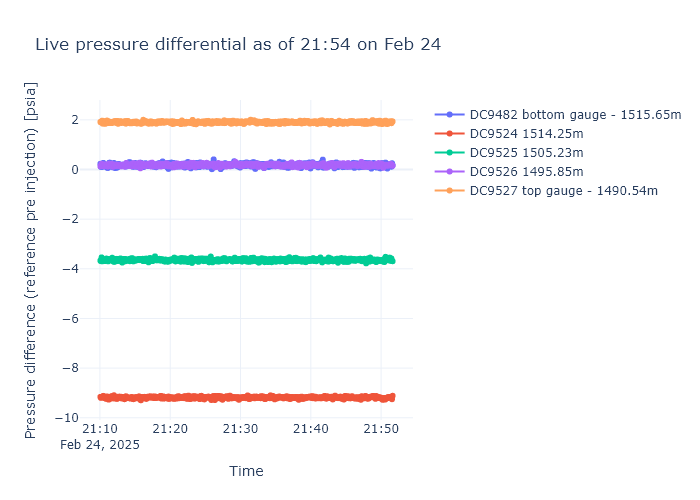 Live pressure differential as of 21:54 on Feb 24
Pressure difference (reference pre injection) [psia]
2
0
−2
−4
−6
−8
−10
21:10
21:20
21:30
21:40
21:50
Feb 24, 2025
Time
DC9482 bottom gauge - 1515.65m
DC9524 1514.25m
DC9525 1505.23m
DC9526 1495.85m
DC9527 top gauge - 1490.54m